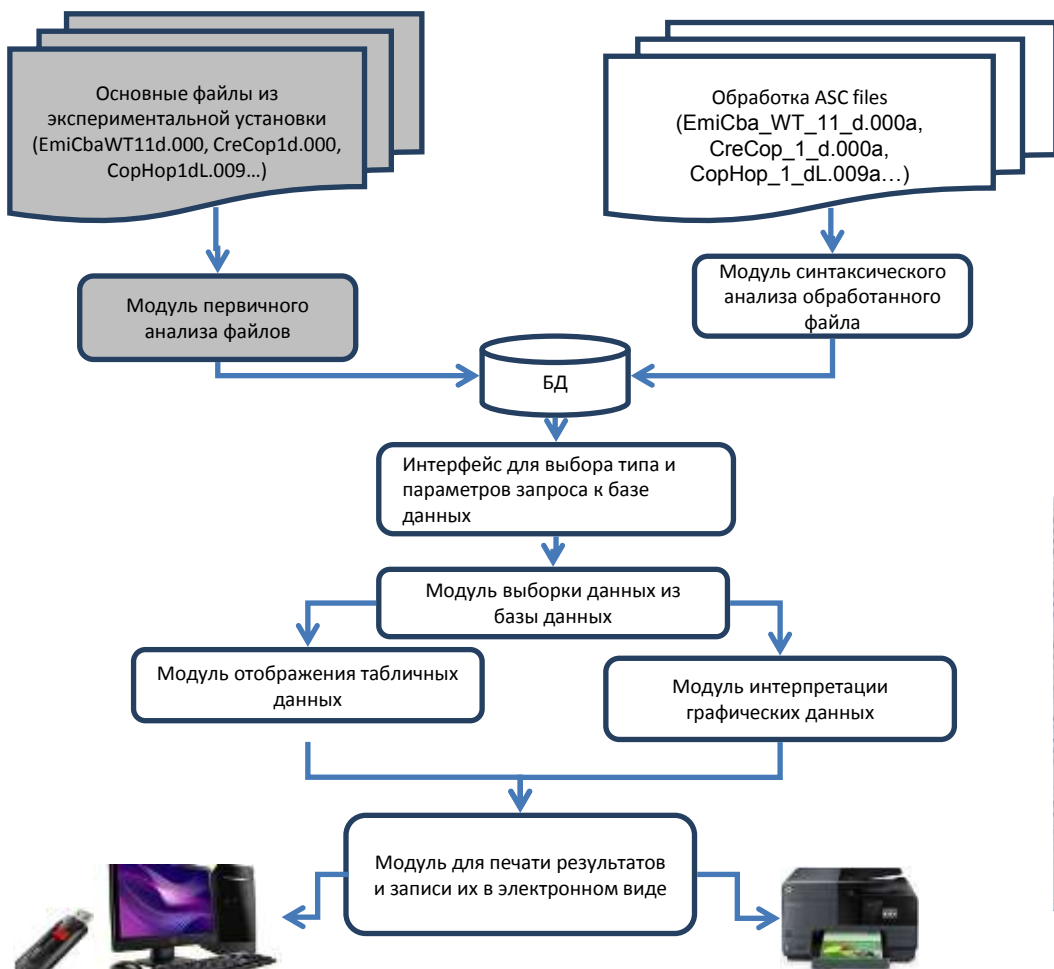 Основные файлы из
экспериментальной установки
(EmiCbaWT11d.000, CreCop1d.000,
CopHop1dL.009…)
Обработка ASC files
(EmiCba_WT_11_d.000a,
CreCop_1_d.000a,
CopHop_1_dL.009a…)
Модуль первичного
анализа файлов
Модуль синтаксического
анализа обработанного
файла
БД
Интерфейс для выбора типа и
параметров запроса к базе
данных
Модуль выборки данных из
базы данных
Модуль отображения табличных
данных
Модуль интерпретации
графических данных
Модуль для печати результатов
и записи их в электронном виде